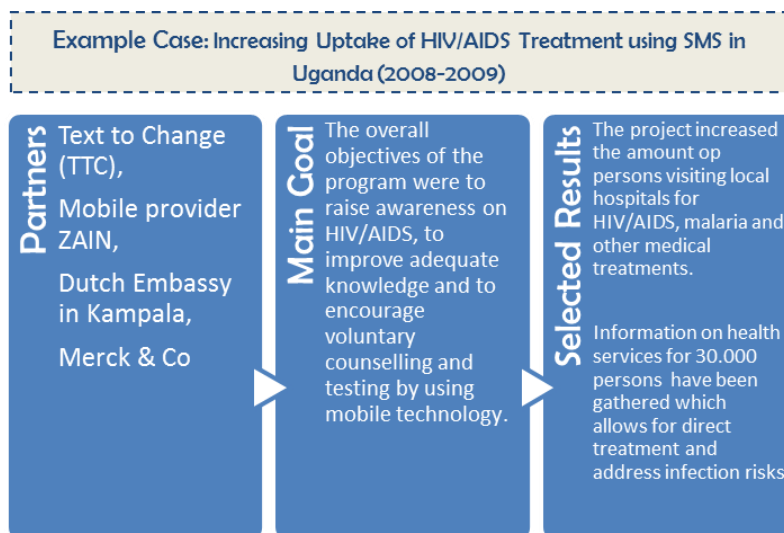 Example Case: Increasing Uptake of HIV/AIDS Treatment using SMS in
Uganda (2008-2009)
Partners
Text to Change
(TTC),
Mobile provider
ZAIN,
Dutch Embassy
in Kampala,
Merck & Co
Main Goal
The overall
objectives of the
program were to
raise awareness on
HIV/AIDS, to
improve adequate
knowledge and to
encourage
voluntary
counselling and
testing by using
mobile technology.
Selected Results
The project increased
the amount op
persons visiting local
hospitals for
HIV/AIDS, malaria and
other medical
treatments.
Information on health
services for 30.000
persons have been
gathered which
allows for direct
treatment and
address infection risks